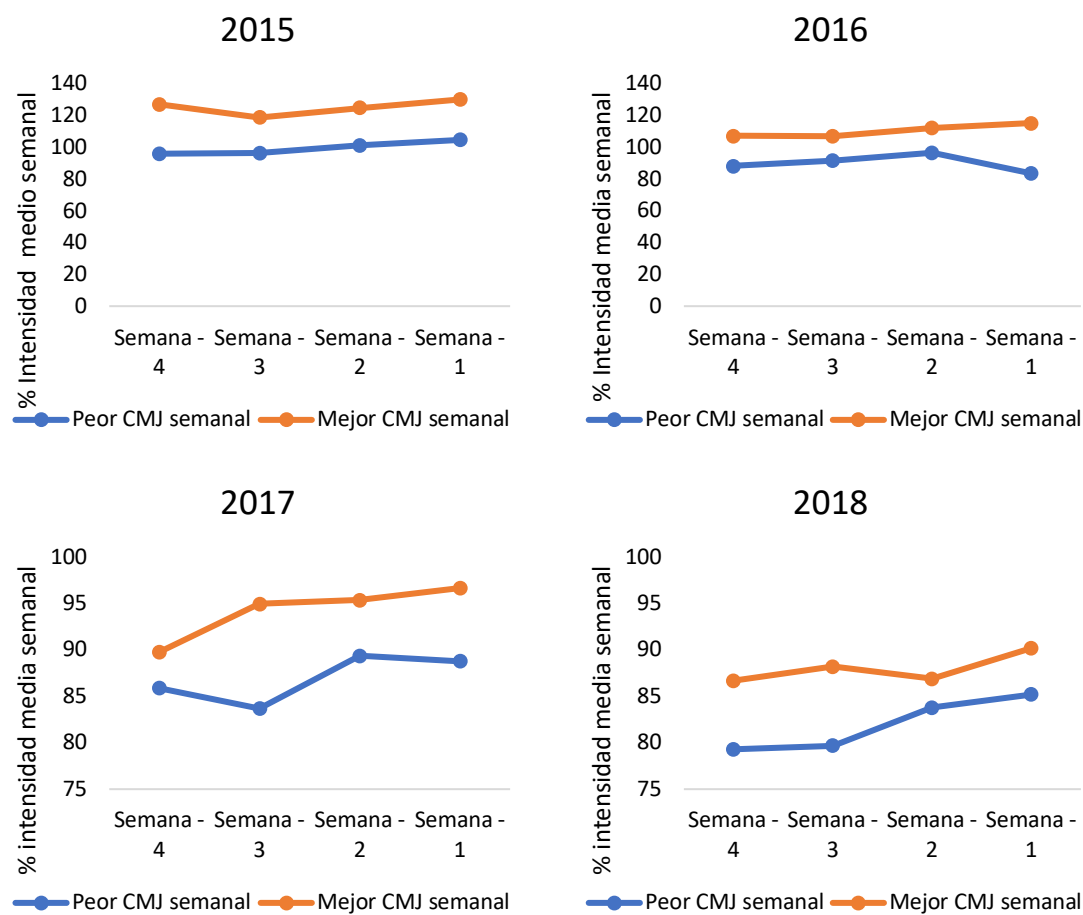 2015
% Intensidad medio semanal
140
120
100
80
60
40
20
0
Semana - Semana - Semana - Semana -
4 3 2 1
Peor CMJ semanal Mejor CMJ semanal
2016
% Intensidad media semanal
140
120
100
80
60
40
20
0
Semana - Semana - Semana - Semana -
4 3 2 1
Peor CMJ semanal Mejor CMJ semanal
2017
% intensidad media semanal
100
95
90
85
80
75
Semana - Semana - Semana - Semana -
4 3 2 1
Peor CMJ semanal Mejor CMJ semanal
2018
% intensidad media semanal
100
95
90
85
80
75
Semana - Semana - Semana - Semana -
4 3 2 1
Peor CMJ semanal Mejor CMJ semanal